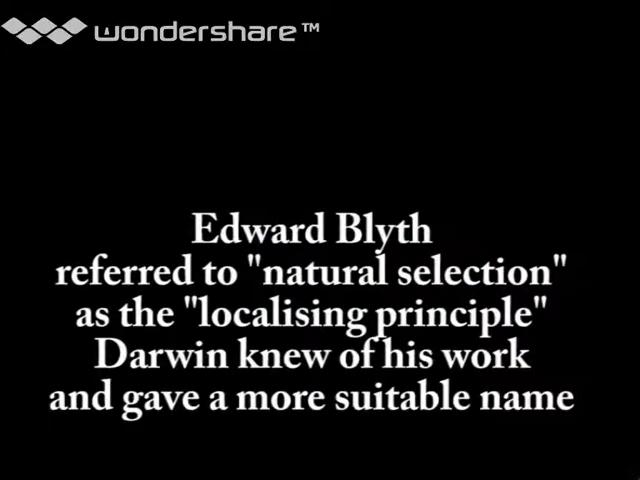 wondershare™
Edward Blyth
referred to "natural selection"
as the "localising principle"
Darwin knew of his work
and gave a more suitable name